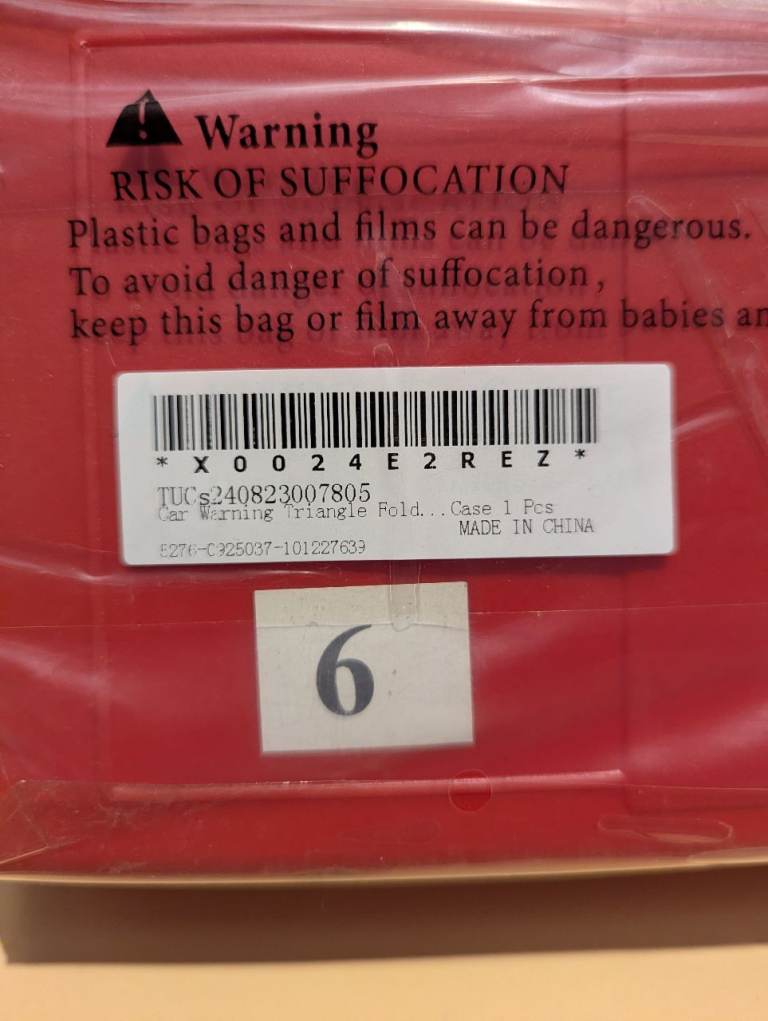 Warning
RISK OF SUFFOCATION
Plastic bags and films can be dangerous.
To avoid danger of suffocation,
keep this bag or film away from babies an
* X 0 0 2 4 E 2 R E Z *
TUCs240823007805
Car Warning Triangle Fold...Case 1 Pcs
MADE IN CHINA
6